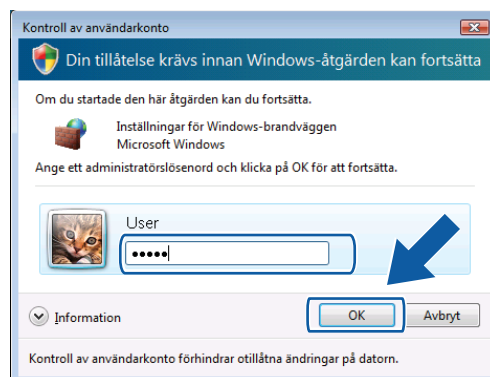 Kontroll av användarkonto
Din tillåtelse krävs innan Windows-åtgärden kan fortsätta
Om du startade den här åtgärden kan du fortsätta.
Inställningar för Windows-brandväggen
Microsoft Windows
Ange ett administratörslösenord och klicka på OK för att fortsätta.
User
•••••
Information
OK
Avbryt
Kontroll av användarkonto förhindrar otillåtna ändringar på datorn.